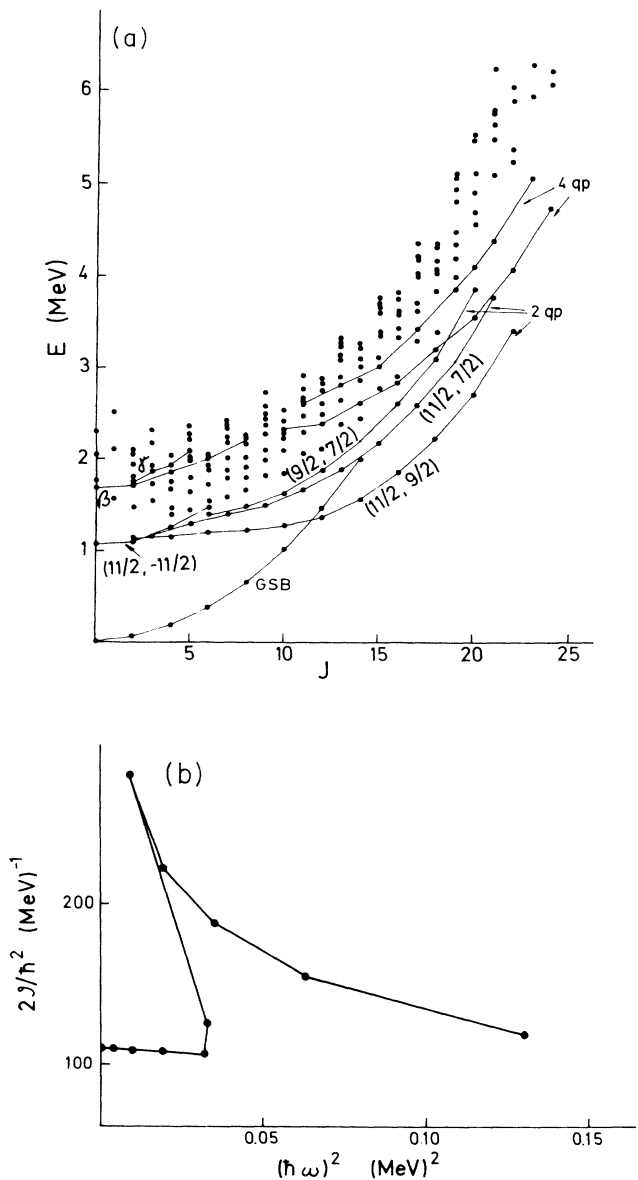 (a)
6
5
4
3
2
1
E (MeV)
4 qp
2 qp
(9/2, 7/2)
(11/2, 7/2)
(11/2, 9/2)
γ
β
(11/2, -11/2)
GSB
5
10
15
20
25
J
(b)
200
100
2𝒥/ħ² (MeV)⁻¹
0.05
0.10
0.15
(ħω)² (MeV)²